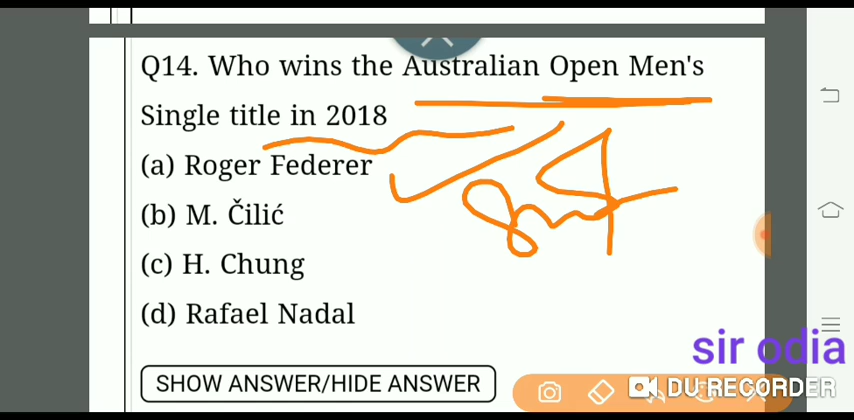 Q14. Who wins the Australian Open Men's
Single title in 2018
(a) Roger Federer
(b) M. Čilić
(c) H. Chung
(d) Rafael Nadal
sir odia
SHOW ANSWER/HIDE ANSWER
DU RECORDER